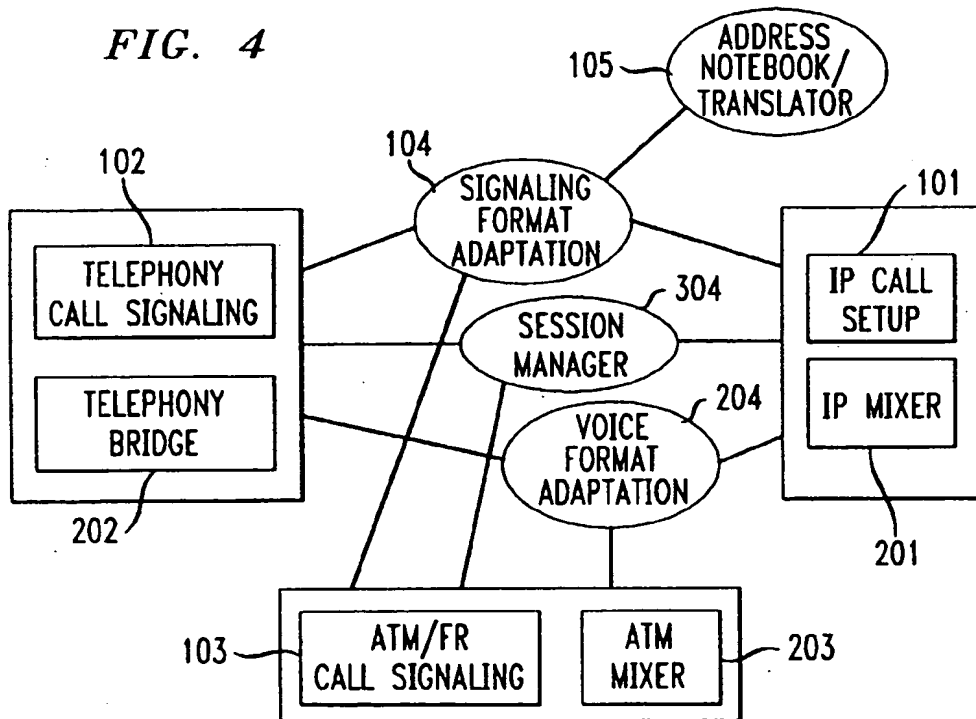 FIG. 4
105
ADDRESS
NOTEBOOK/
TRANSLATOR
104
SIGNALING
FORMAT
ADAPTATION
102
TELEPHONY
CALL SIGNALING
101
IP CALL
SETUP
304
SESSION
MANAGER
TELEPHONY
BRIDGE
202
204
VOICE
FORMAT
ADAPTATION
IP MIXER
201
103
ATM/FR
CALL SIGNALING
ATM
MIXER
203